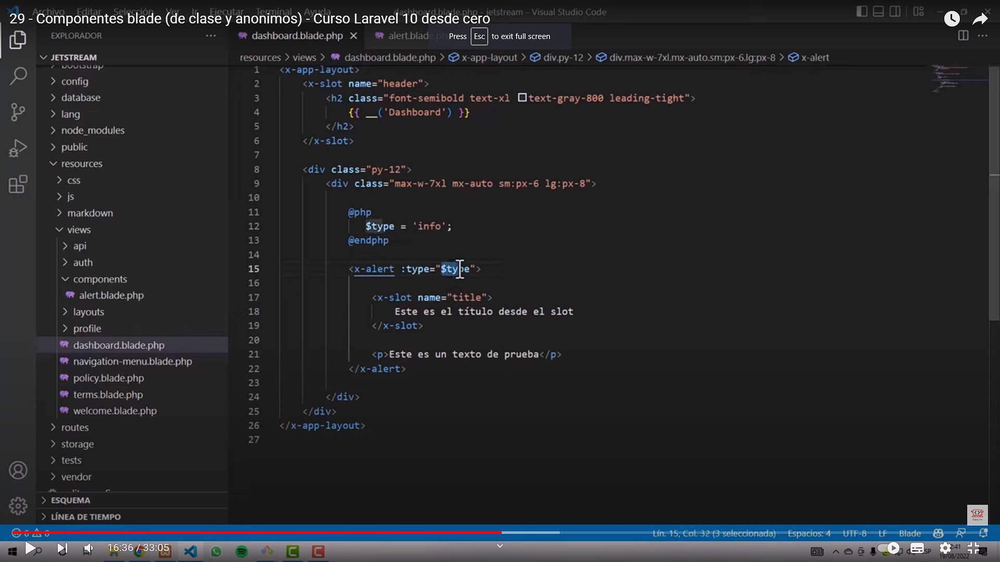 Archivo Editar Selección Ver Ir Ejecutar Terminal Ayuda dashboard.blade.php - jetstream - Visual Studio Code
29 - Componentes blade (de clase y anonimos) - Curso Laravel 10 desde cero
EXPLORADOR
dashboard.blade.php
alert.blade.php
Press Esc to exit full screen
resources > views > dashboard.blade.php > x-app-layout > div.py-12 > div.max-w-7xl.mx-auto.sm:px-6.lg:px-8 > x-alert
JETSTREAM
bootstrap
config
database
lang
node_modules
public
resources
css
js
markdown
views
api
auth
components
alert.blade.php
layouts
profile
dashboard.blade.php
navigation-menu.blade.php
policy.blade.php
terms.blade.php
welcome.blade.php
routes
storage
tests
vendor
ESQUEMA
LÍNEA DE TIEMPO
1 <x-app-layout>
2 <x-slot name="header">
3 <h2 class="font-semibold text-xl text-gray-800 leading-tight">
4 {{ __('Dashboard') }}
5 </h2>
6 </x-slot>
7
8 <div class="py-12">
9 <div class="max-w-7xl mx-auto sm:px-6 lg:px-8">
10
11 @php
12 $type = 'info';
13 @endphp
14
15 <x-alert :type="$type">
16
17 <x-slot name="title">
18 Este es el título desde el slot
19 </x-slot>
20
21 <p>Este es un texto de prueba</p>
22 </x-alert>
23
24 </div>
25 </div>
26 </x-app-layout>
27
0 0
Lín. 15, Col. 32 (3 seleccionada) Espacios: 4 UTF-8 LF Blade
16:36 / 33:05
19/08/2022